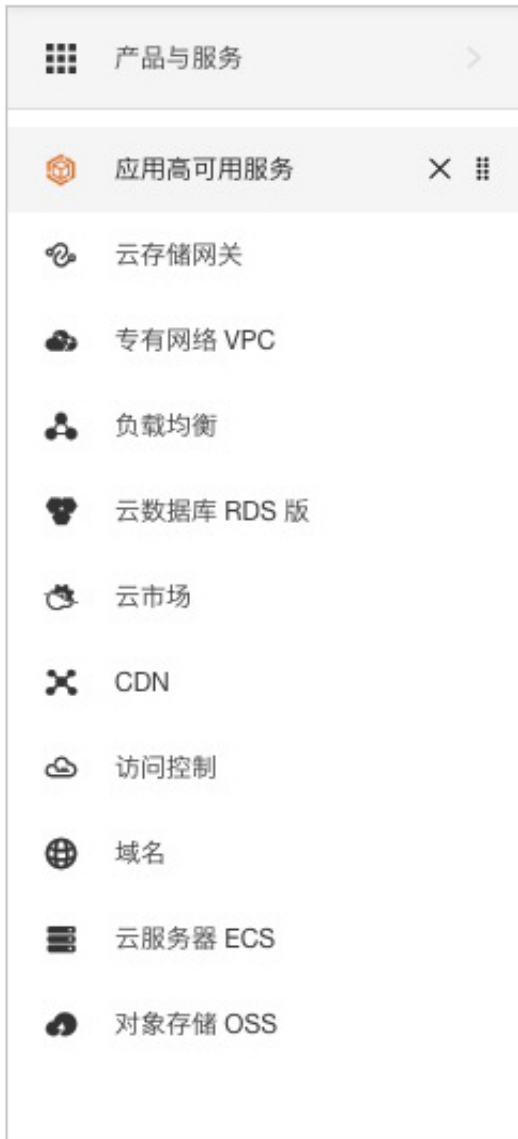 产品与服务
应用高可用服务
云存储网关
专有网络 VPC
负载均衡
云数据库 RDS 版
云市场
CDN
访问控制
域名
云服务器 ECS
对象存储 OSS